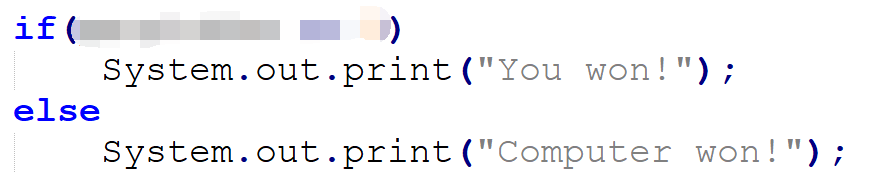 if(           )
System.out.print("You won!");
else
System.out.print("Computer won!");